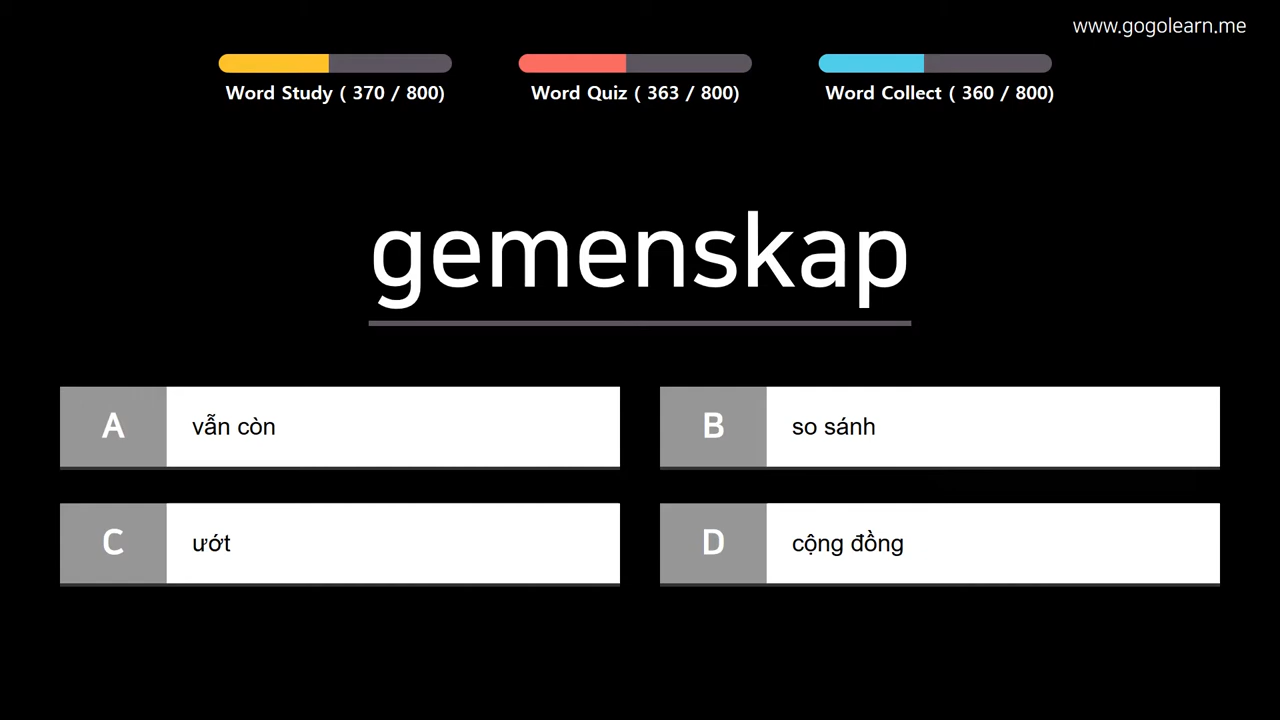 www.gogolearn.me
Word Study ( 370 / 800)
Word Quiz ( 363 / 800)
Word Collect ( 360 / 800)
gemenskap
A vẫn còn
B so sánh
C ướt
D cộng đồng